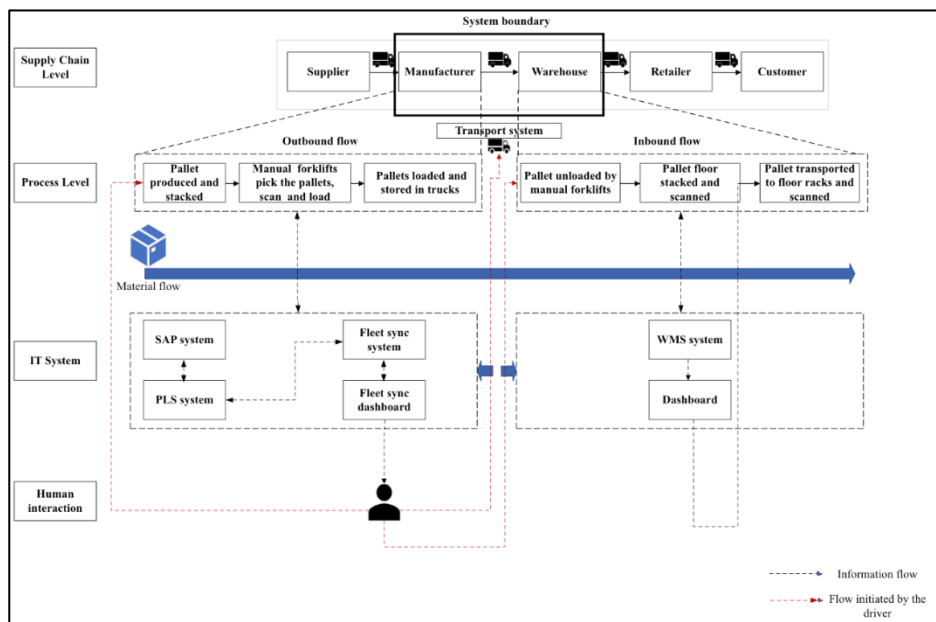 System boundary
Supply Chain
Level
Supplier
Manufacturer
Warehouse
Retailer
Customer
Transport system
Outbound flow
Inbound flow
Process Level
Pallet
produced and
stacked
Manual forklifts
pick the pallets,
scan and load
Pallets loaded and
stored in trucks
Pallet unloaded by
manual forklifts
Pallet floor
stacked and
scanned
Pallet transported
to floor racks and
scanned
Material flow
IT System
SAP system
Fleet sync
system
WMS system
PLS system
Fleet sync
dashboard
Dashboard
Human
interaction
Information flow
Flow initiated by the
driver